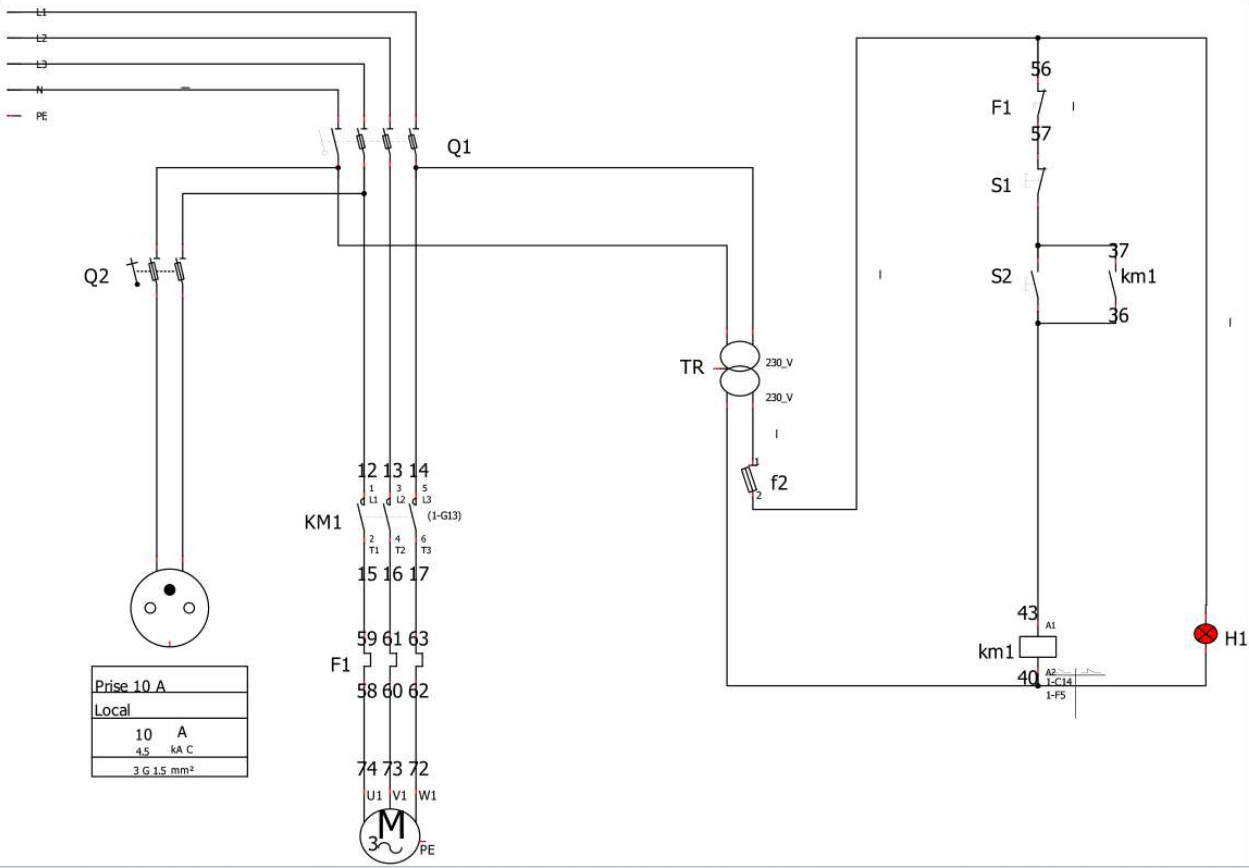 L1
L2
L3
N
PE
Q1
Q2
56
F1
57
S1
37
S2
km1
36
TR
230_V
230_V
1
f2
2
12 13 14
1 3 5
L1 L2 L3
KM1
(1-G13)
2 4 6
T1 T2 T3
15 16 17
59 61 63
F1
58 60 62
43
A1
km1
H1
40
A2
1-C14
1-F5
Prise 10 A
Local
10 A
4.5 kA C
3 G 1.5 mm²
74 73 72
U1 V1 W1
M
3
PE